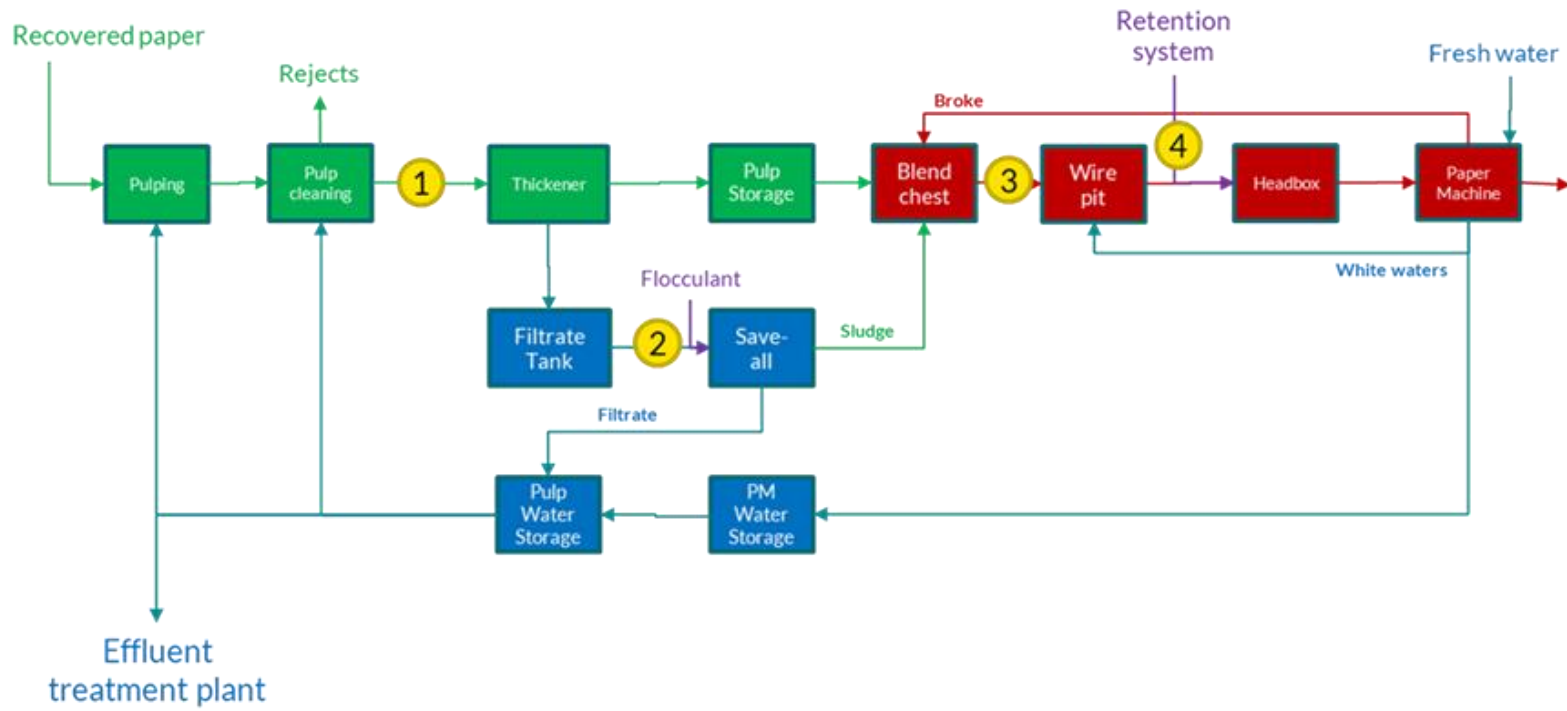 Recovered paper
Rejects
Retention
system
Fresh water
Broke
Pulping
Pulp
cleaning
1
Thickener
Pulp
Storage
Blend
chest
3
Wire
pit
4
Headbox
Paper
Machine
White waters
Flocculant
Filtrate
Tank
2
Save-
all
Sludge
Filtrate
Pulp
Water
Storage
PM
Water
Storage
Effluent
treatment plant